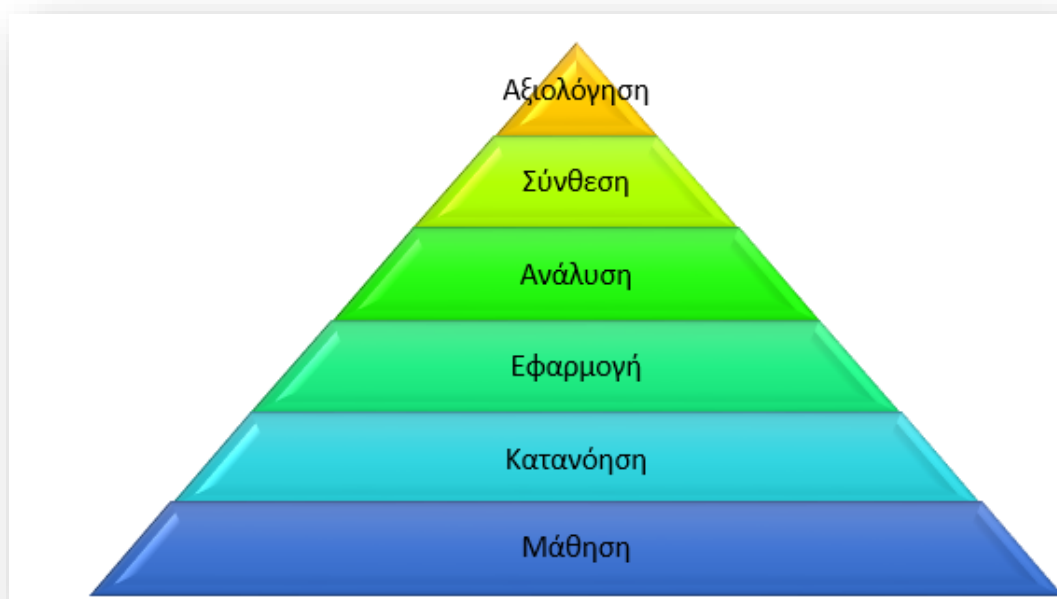 Αξιολόγηση
Σύνθεση
Ανάλυση
Εφαρμογή
Κατανόηση
Μάθηση